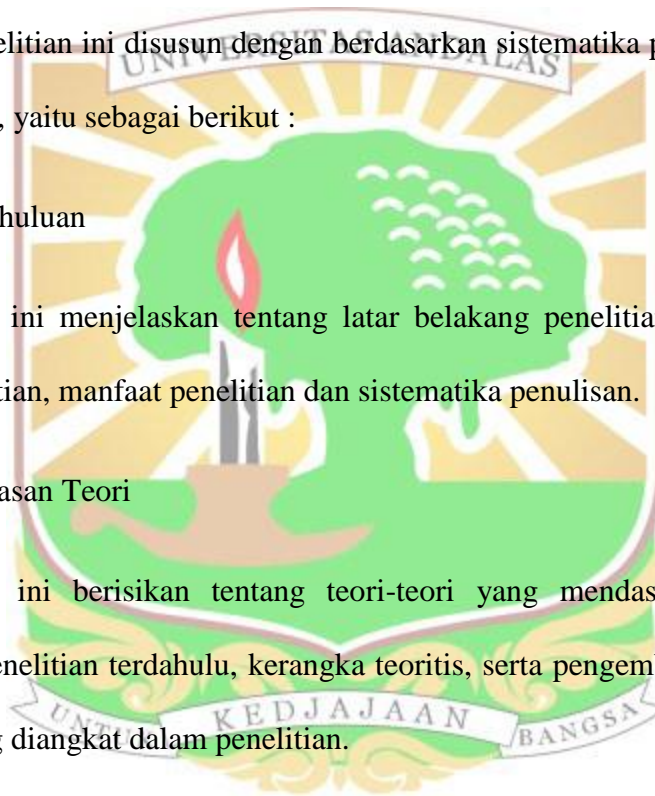 UNIVERSITAS ANDALAS
elitian ini disusun dengan berdasarkan sistematika p
, yaitu sebagai berikut :
huluan
ini menjelaskan tentang latar belakang penelitia
tian, manfaat penelitian dan sistematika penulisan.
asan Teori
ini berisikan tentang teori-teori yang mendas
enelitian terdahulu, kerangka teoritis, serta pengemb
g diangkat dalam penelitian.
UNTUK KEDJAJAAN BANGSA